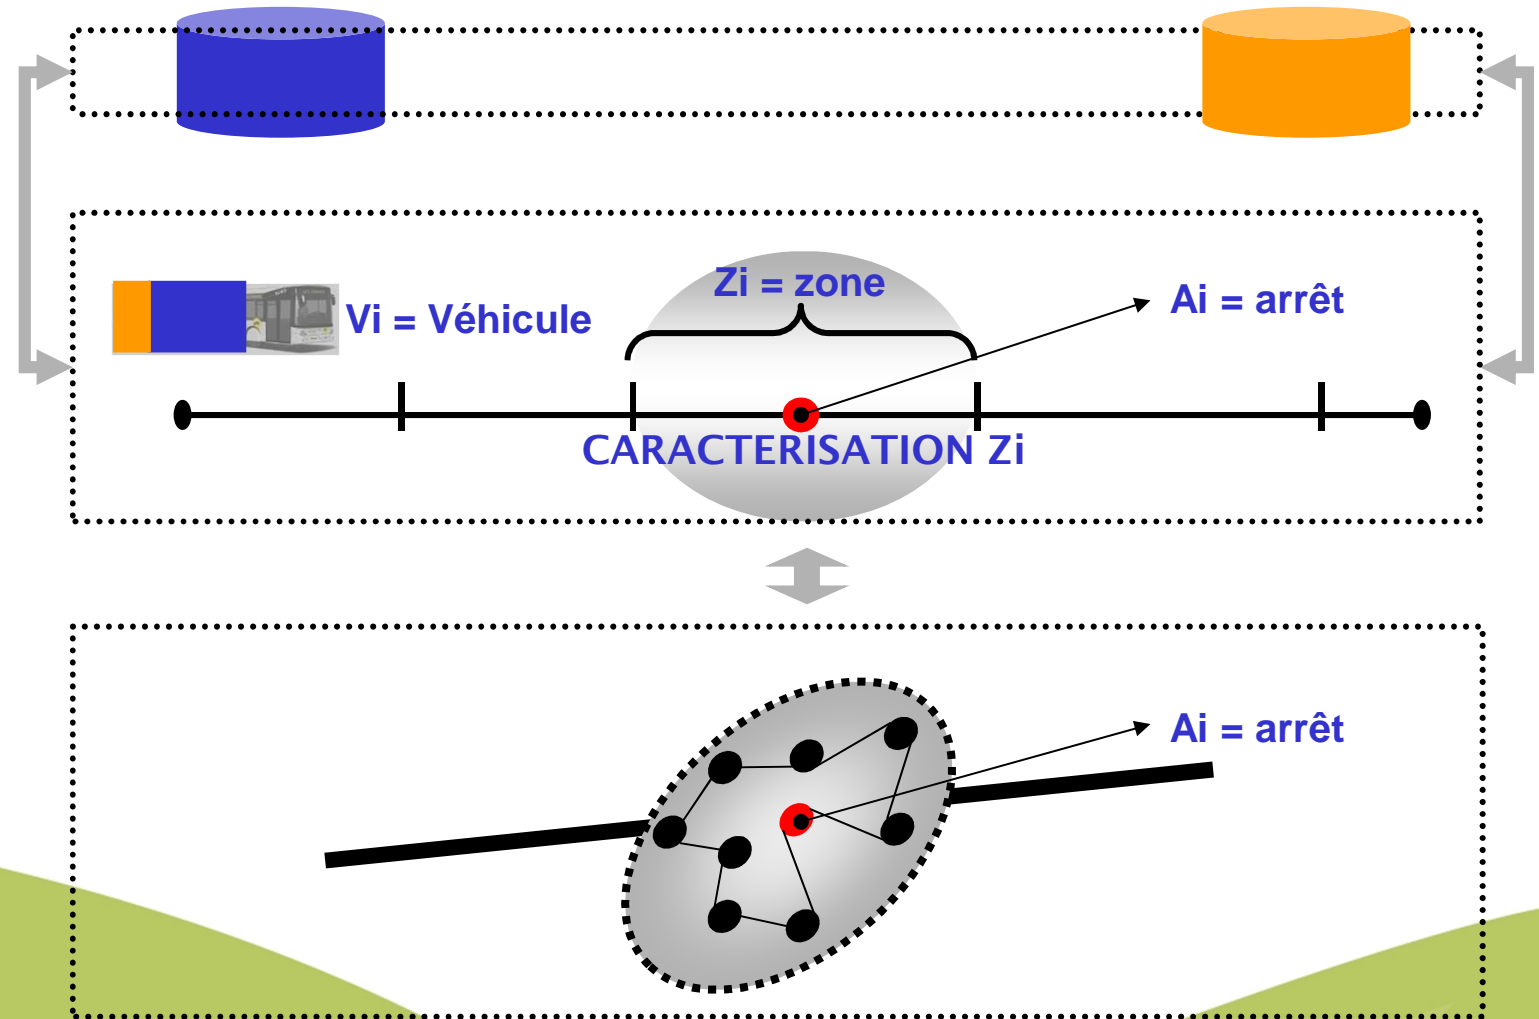 Zi = zone
Ai = arrêt
Vi = Véhicule
CARACTERISATION Zi
Ai = arrêt